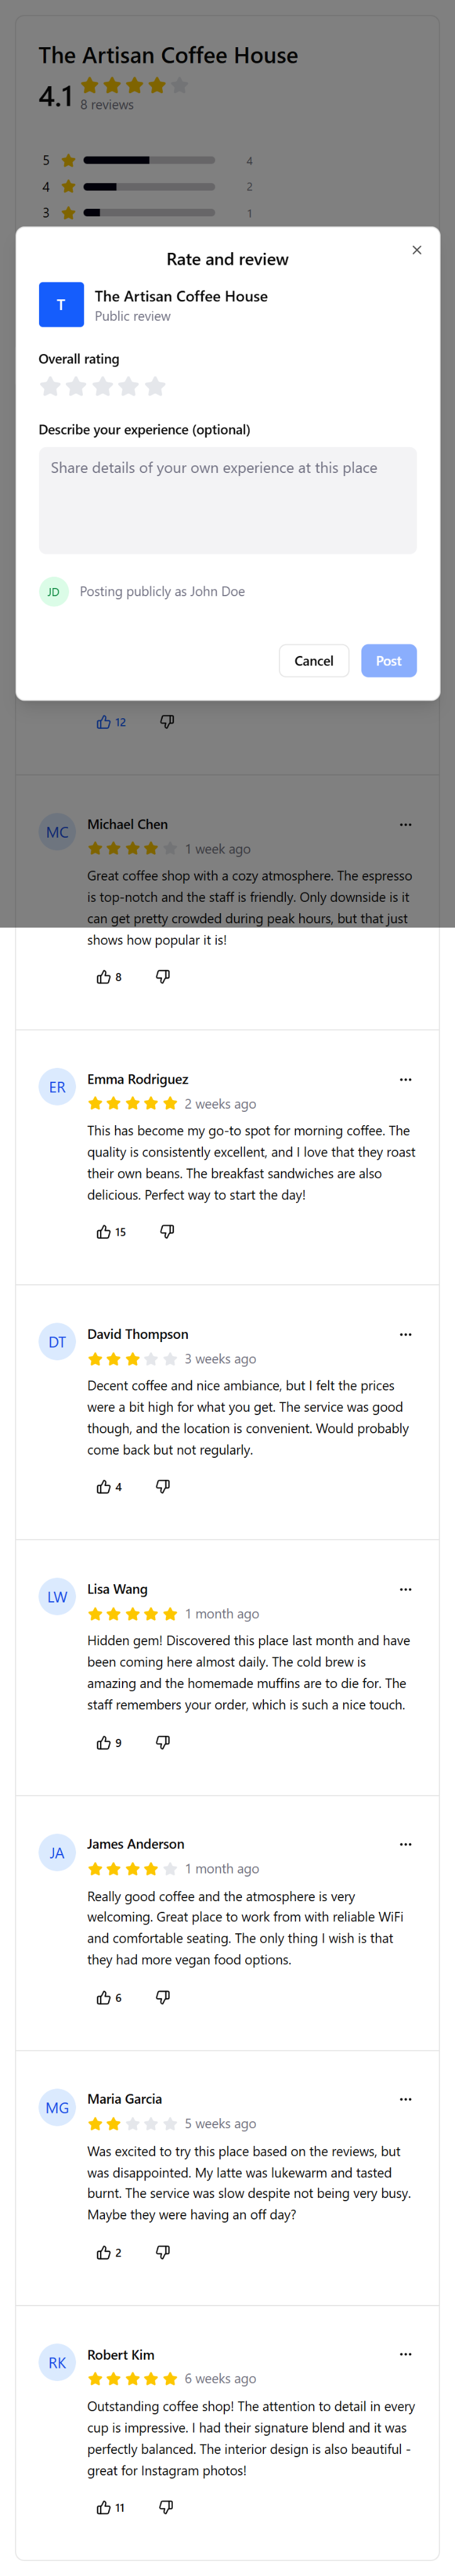 The Artisan Coffee House
4.1
8 reviews
5 4
4 2
3 1
Rate and review
T
The Artisan Coffee House
Public review
Overall rating
Describe your experience (optional)
Share details of your own experience at this place
JD Posting publicly as John Doe
Cancel Post
12
MC
Michael Chen
1 week ago
Great coffee shop with a cozy atmosphere. The espresso
is top-notch and the staff is friendly. Only downside is it
can get pretty crowded during peak hours, but that just
shows how popular it is!
8
ER
Emma Rodriguez
2 weeks ago
This has become my go-to spot for morning coffee. The
quality is consistently excellent, and I love that they roast
their own beans. The breakfast sandwiches are also
delicious. Perfect way to start the day!
15
DT
David Thompson
3 weeks ago
Decent coffee and nice ambiance, but I felt the prices
were a bit high for what you get. The service was good
though, and the location is convenient. Would probably
come back but not regularly.
4
LW
Lisa Wang
1 month ago
Hidden gem! Discovered this place last month and have
been coming here almost daily. The cold brew is
amazing and the homemade muffins are to die for. The
staff remembers your order, which is such a nice touch.
9
JA
James Anderson
1 month ago
Really good coffee and the atmosphere is very
welcoming. Great place to work from with reliable WiFi
and comfortable seating. The only thing I wish is that
they had more vegan food options.
6
MG
Maria Garcia
5 weeks ago
Was excited to try this place based on the reviews, but
was disappointed. My latte was lukewarm and tasted
burnt. The service was slow despite not being very busy.
Maybe they were having an off day?
2
RK
Robert Kim
6 weeks ago
Outstanding coffee shop! The attention to detail in every
cup is impressive. I had their signature blend and it was
perfectly balanced. The interior design is also beautiful -
great for Instagram photos!
11